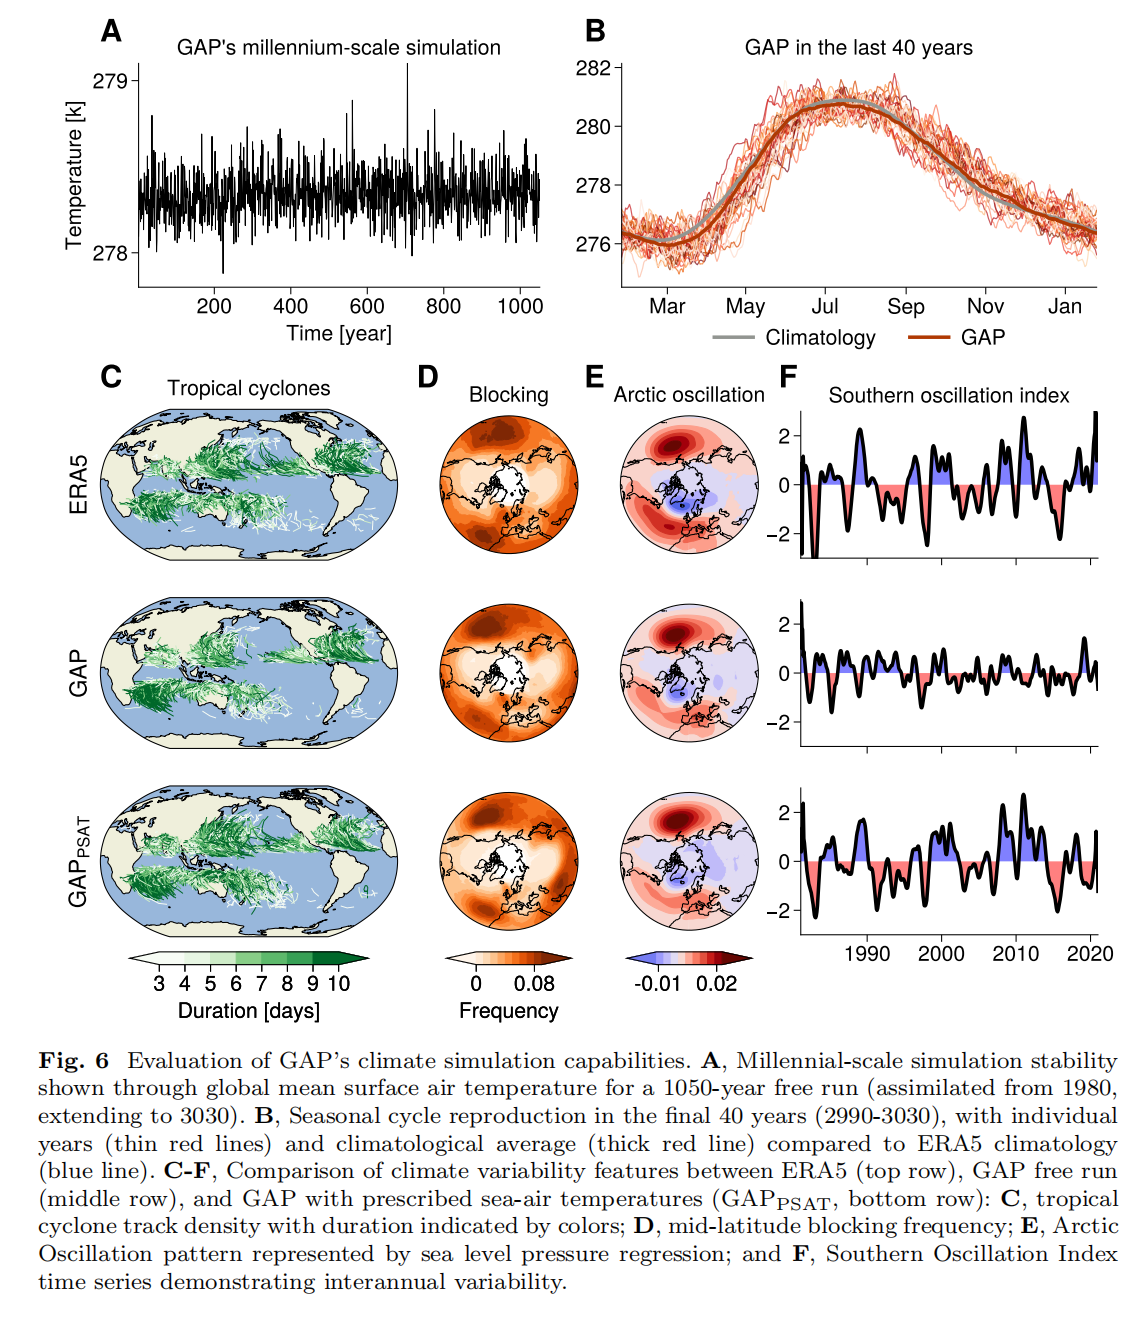 A
GAP's millennium-scale simulation
279
278
Temperature [k]
200 400 600 800 1000
Time [year]
B
GAP in the last 40 years
282
280
278
276
Mar May Jul Sep Nov Jan
Climatology GAP
C
Tropical cyclones
D
Blocking
E
Arctic oscillation
F
Southern oscillation index
ERA5
2
0
−2
GAP
2
0
−2
GAPPSAT
2
0
−2
1990 2000 2010 2020
3 4 5 6 7 8 9 10
Duration [days]
0 0.08
Frequency
-0.01 0.02
Fig. 6 Evaluation of GAP's climate simulation capabilities. A, Millennial-scale simulation stability
shown through global mean surface air temperature for a 1050-year free run (assimilated from 1980,
extending to 3030). B, Seasonal cycle reproduction in the final 40 years (2990-3030), with individual
years (thin red lines) and climatological average (thick red line) compared to ERA5 climatology
(blue line). C-F, Comparison of climate variability features between ERA5 (top row), GAP free run
(middle row), and GAP with prescribed sea-air temperatures (GAPPSAT, bottom row): C, tropical
cyclone track density with duration indicated by colors; D, mid-latitude blocking frequency; E, Arctic
Oscillation pattern represented by sea level pressure regression; and F, Southern Oscillation Index
time series demonstrating interannual variability.